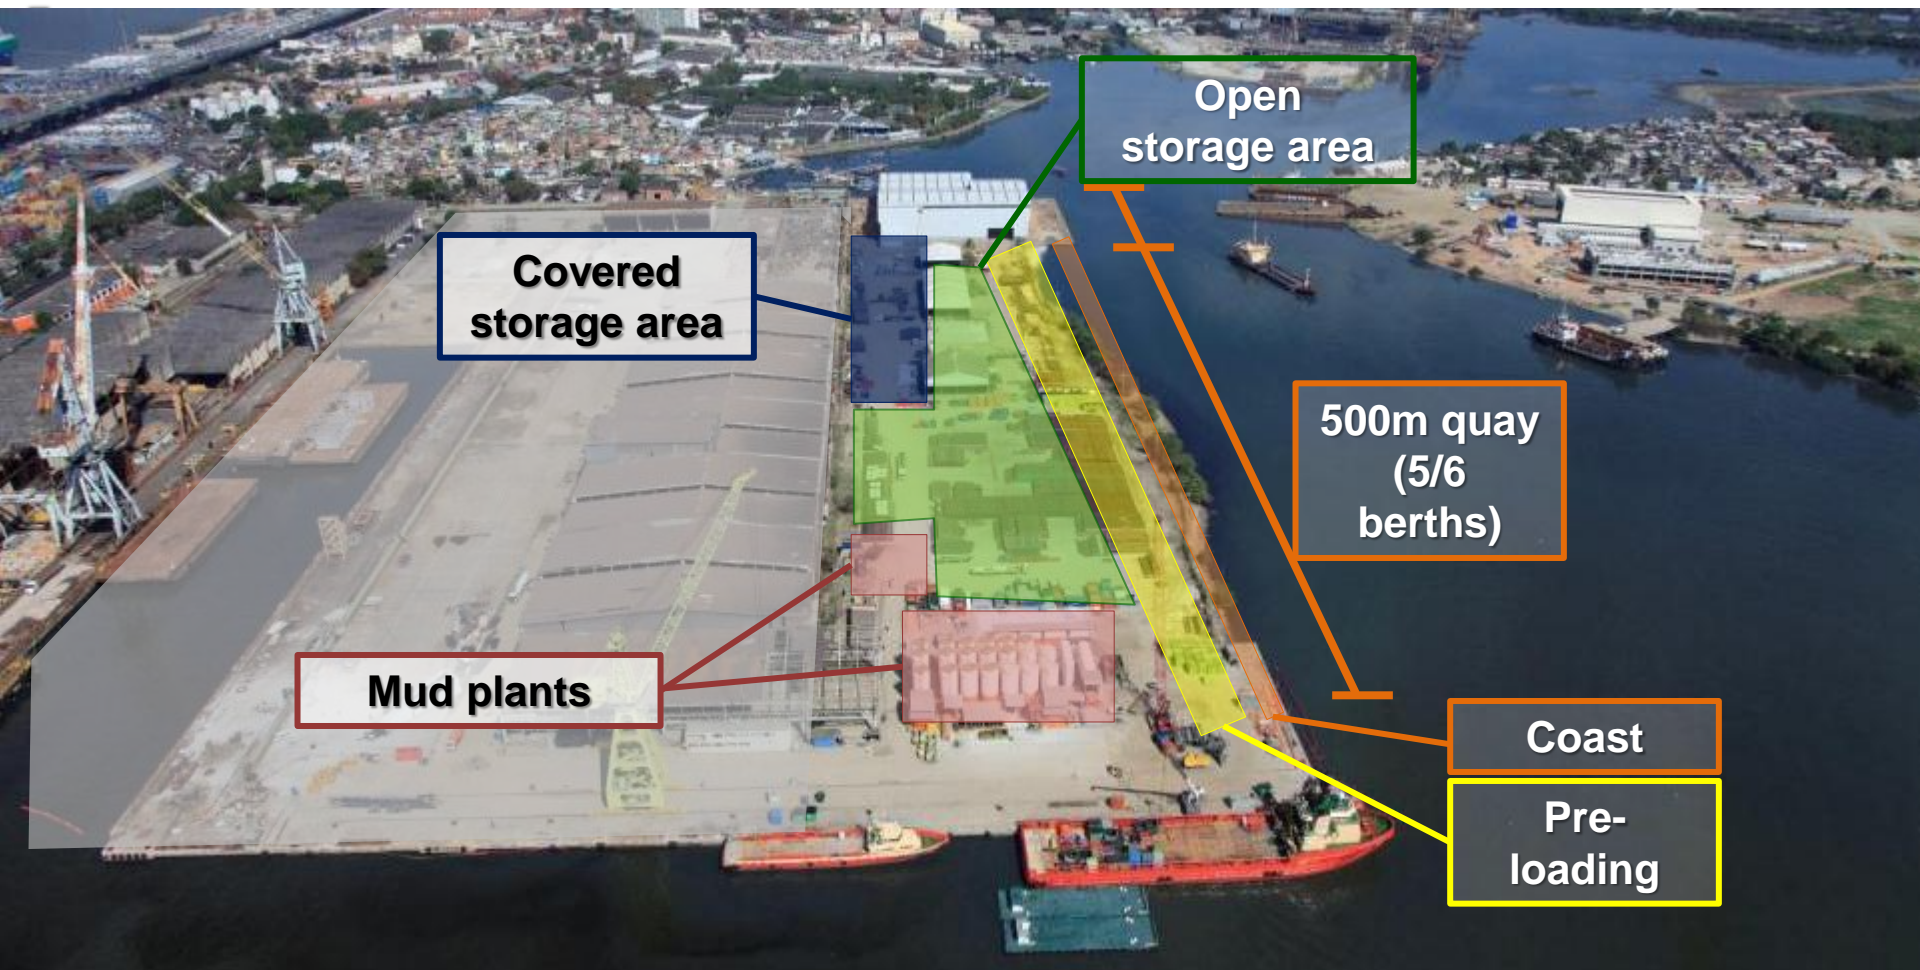 Open
storage area
Covered
storage area
500m quay
(5/6
berths)
Mud plants
Coast
Pre-
loading